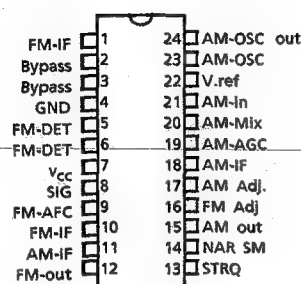 FM-IF 1 24 AM-OSC out
Bypass 2 23 AM-OSC
Bypass 3 22 V.ref
GND 4 21 AM-in
FM-DET 5 20 AM-Mix
FM-DET 6 19 AM-AGC
Vcc 7 18 AM-IF
SIG 8 17 AM Adj.
FM-AFC 9 16 FM Adj
FM-IF 10 15 AM out
AM-IF 11 14 NAR SM
FM-out 12 13 STRQ